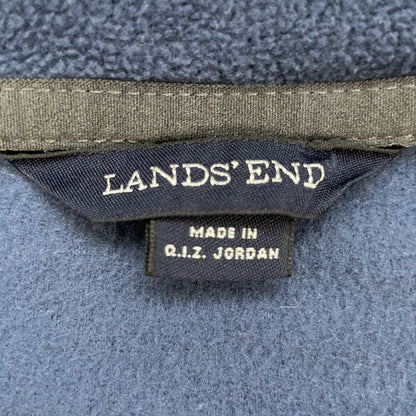 LANDS' END
MADE IN
Q.I.Z. JORDAN